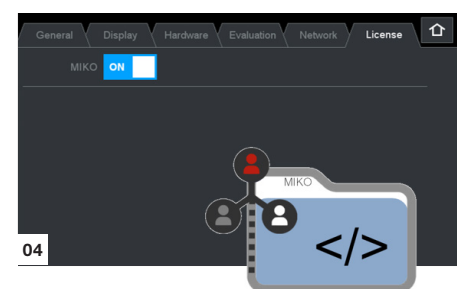 General Display Hardware Evaluation Network License
MIKO ON
MIKO
</>
04